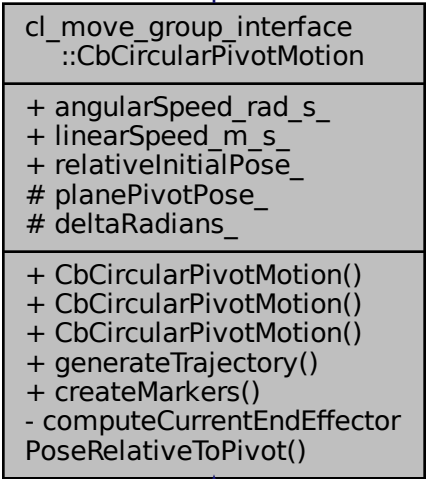 cl_move_group_interface
::CbCircularPivotMotion
+ angularSpeed_rad_s_
+ linearSpeed_m_s_
+ relativeInitialPose_
# planePivotPose_
# deltaRadians_
+ CbCircularPivotMotion()
+ CbCircularPivotMotion()
+ CbCircularPivotMotion()
+ generateTrajectory()
+ createMarkers()
- computeCurrentEndEffector
PoseRelativeToPivot()